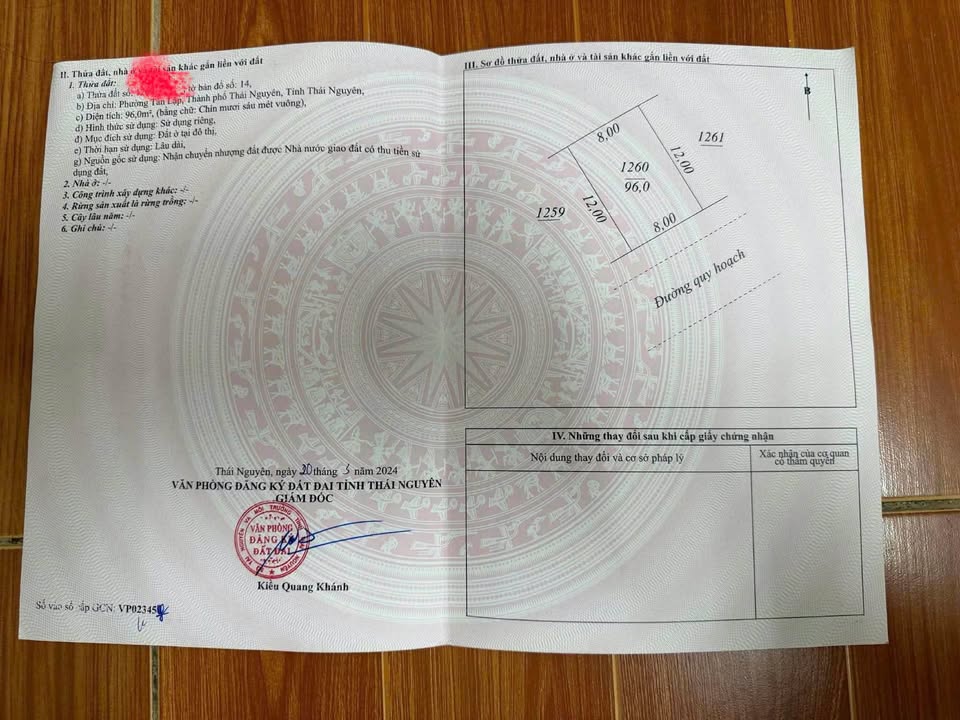 II. Thửa đất, nhà ở và tài sản khác gắn liền với đất
1. Thửa đất:
a) Thửa đất số: tờ bản đồ số: 14,
b) Địa chỉ: Phường Tân Lập, Thành phố Thái Nguyên, Tỉnh Thái Nguyên,
c) Diện tích: 96,0m², (bằng chữ: Chín mươi sáu mét vuông),
d) Hình thức sử dụng: Sử dụng riêng,
đ) Mục đích sử dụng: Đất ở tại đô thị,
e) Thời hạn sử dụng: Lâu dài,
g) Nguồn gốc sử dụng: Nhận chuyển nhượng đất được Nhà nước giao đất có thu tiền sử
dụng đất,
2. Nhà ở: -/-
3. Công trình xây dựng khác: -/-
4. Rừng sản xuất là rừng trồng: -/-
5. Cây lâu năm: -/-
6. Ghi chú: -/-
Thái Nguyên, ngày 20 tháng 3 năm 2024
VĂN PHÒNG ĐĂNG KÝ ĐẤT ĐAI TỈNH THÁI NGUYÊN
GIÁM ĐỐC
VĂN PHÒNG
ĐĂNG KÝ
ĐẤT ĐAI
Kiều Quang Khánh
Số vào sổ cấp GCN: VP02345
III. Sơ đồ thửa đất, nhà ở và tài sản khác gắn liền với đất
B
8,00
1261
12,00
1260
96,0
12,00
1259
8,00
Đường quy hoạch
IV. Những thay đổi sau khi cấp giấy chứng nhận
Nội dung thay đổi và cơ sở pháp lý
Xác nhận của cơ quan
có thẩm quyền